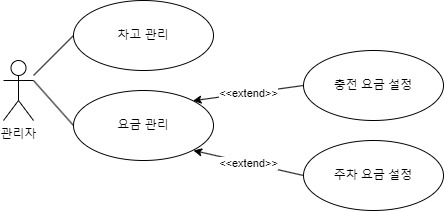 차고 관리
<<extend>>
충전 요금 설정
요금 관리
관리자
<<extend>>
주차 요금 설정